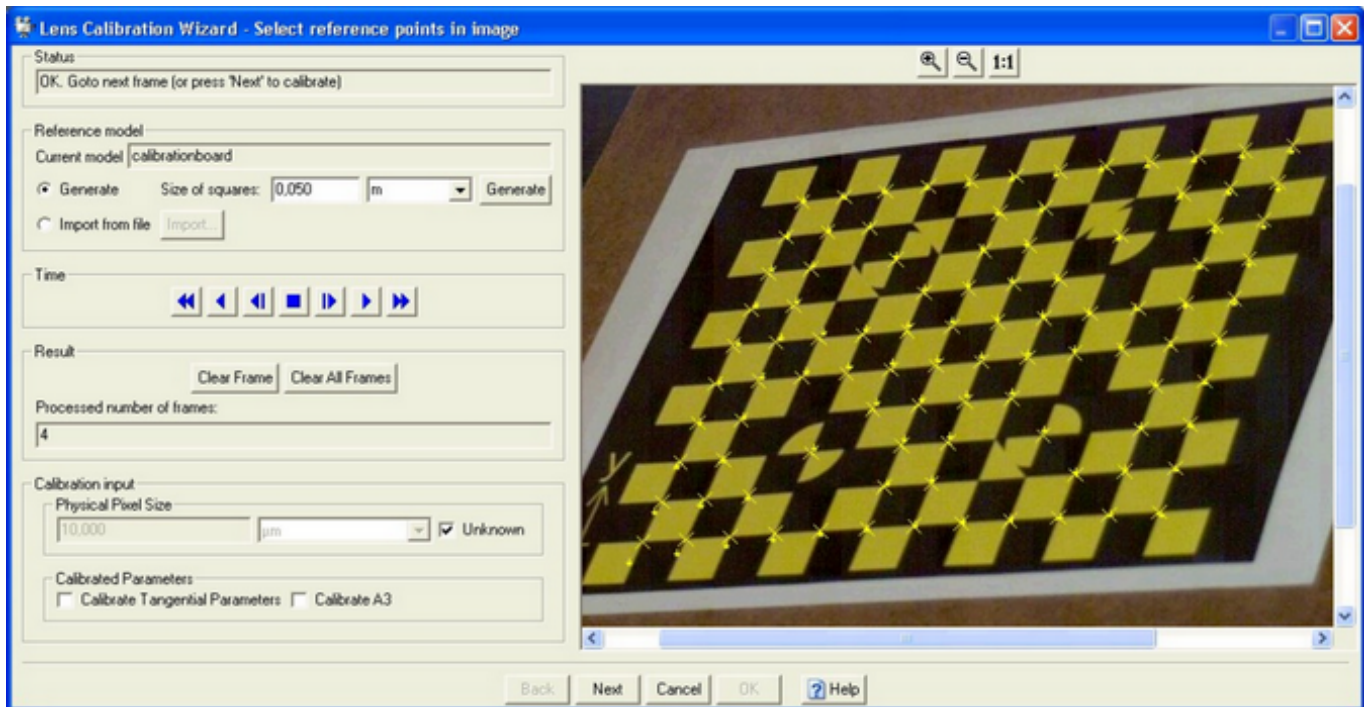 Lens Calibration Wizard - Select reference points in image
Status
OK. Goto next frame (or press 'Next' to calibrate)
1:1
Reference model
Current model calibrationboard
Generate Size of squares: 0,050 m Generate
Import from file Import...
Time
Result
Clear Frame Clear All Frames
Processed number of frames:
4
Calibration input
Physical Pixel Size
10,000 µm Unknown
Calibrated Parameters
Calibrate Tangential Parameters Calibrate A3
y
Back Next Cancel OK ? Help